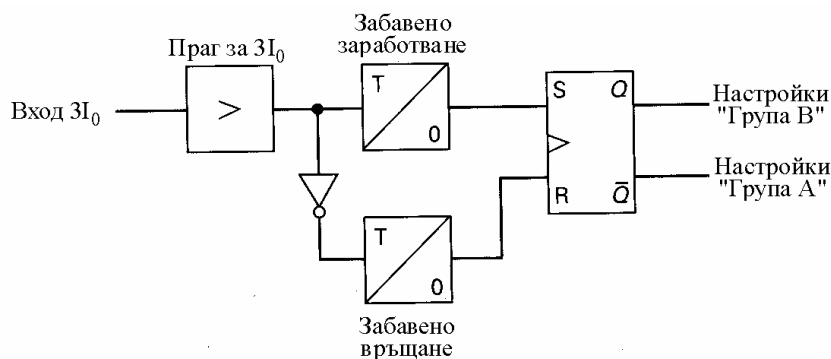 Забавено
заработване
Праг за 3I₀
Вход 3I₀
>
T
0
S
Q
R
Q̅
Настройки
"Група B"
Настройки
"Група A"
T
0
Забавено
връщане